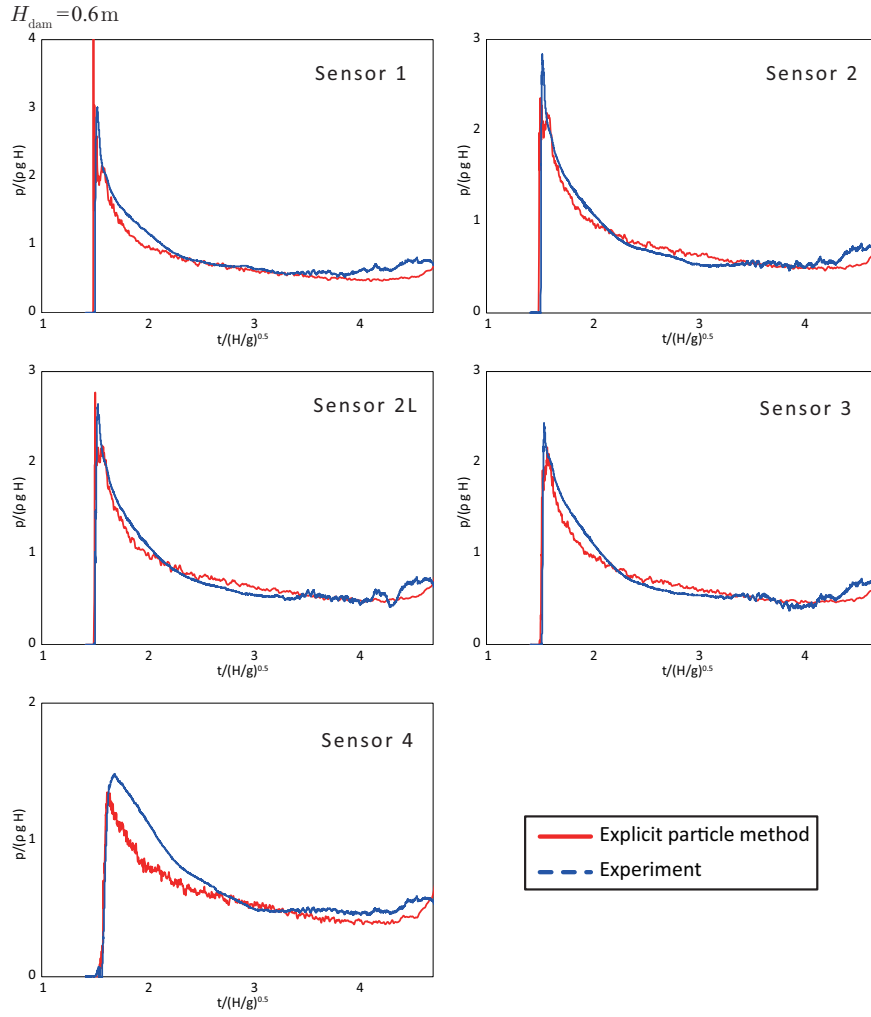 H_dam=0.6m
Sensor 1
4
3
2
1
0
p/(ρ g H)
1 2 3 4
t/(H/g)^0.5
Sensor 2
3
2
1
0
p/(ρ g H)
1 2 3 4
t/(H/g)^0.5
Sensor 2L
3
2
1
0
p/(ρ g H)
1 2 3 4
t/(H/g)^0.5
Sensor 3
3
2
1
0
p/(ρ g H)
1 2 3 4
t/(H/g)^0.5
Sensor 4
2
1
0
p/(ρ g H)
1 2 3 4
t/(H/g)^0.5
Explicit particle method
Experiment